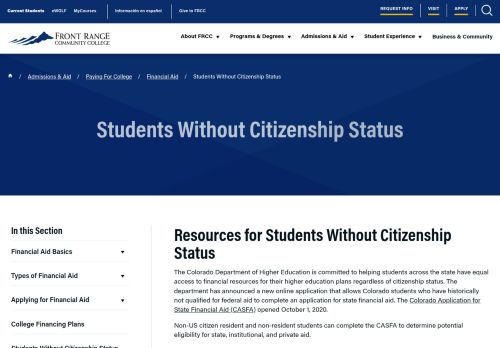 Current Students eWOLF MyCourses Información en español Give to FRCC REQUEST INFO VISIT APPLY
FRONT RANGE
COMMUNITY COLLEGE
About FRCC Programs & Degrees Admissions & Aid Student Experience Business & Community
/ Admissions & Aid / Paying For College / Financial Aid / Students Without Citizenship Status
Students Without Citizenship Status
In this Section
Financial Aid Basics
Types of Financial Aid
Applying for Financial Aid
College Financing Plans
Students Without Citizenship Status
Resources for Students Without Citizenship
Status
The Colorado Department of Higher Education is committed to helping students across the state have equal
access to financial resources for their higher education plans regardless of citizenship status. The
department has announced a new online application that allows Colorado students who have historically
not qualified for federal aid to complete an application for state financial aid. The Colorado Application for
State Financial Aid (CASFA) opened October 1, 2020.
Non-US citizen resident and non-resident students can complete the CASFA to determine potential
eligibility for state, institutional, and private aid.